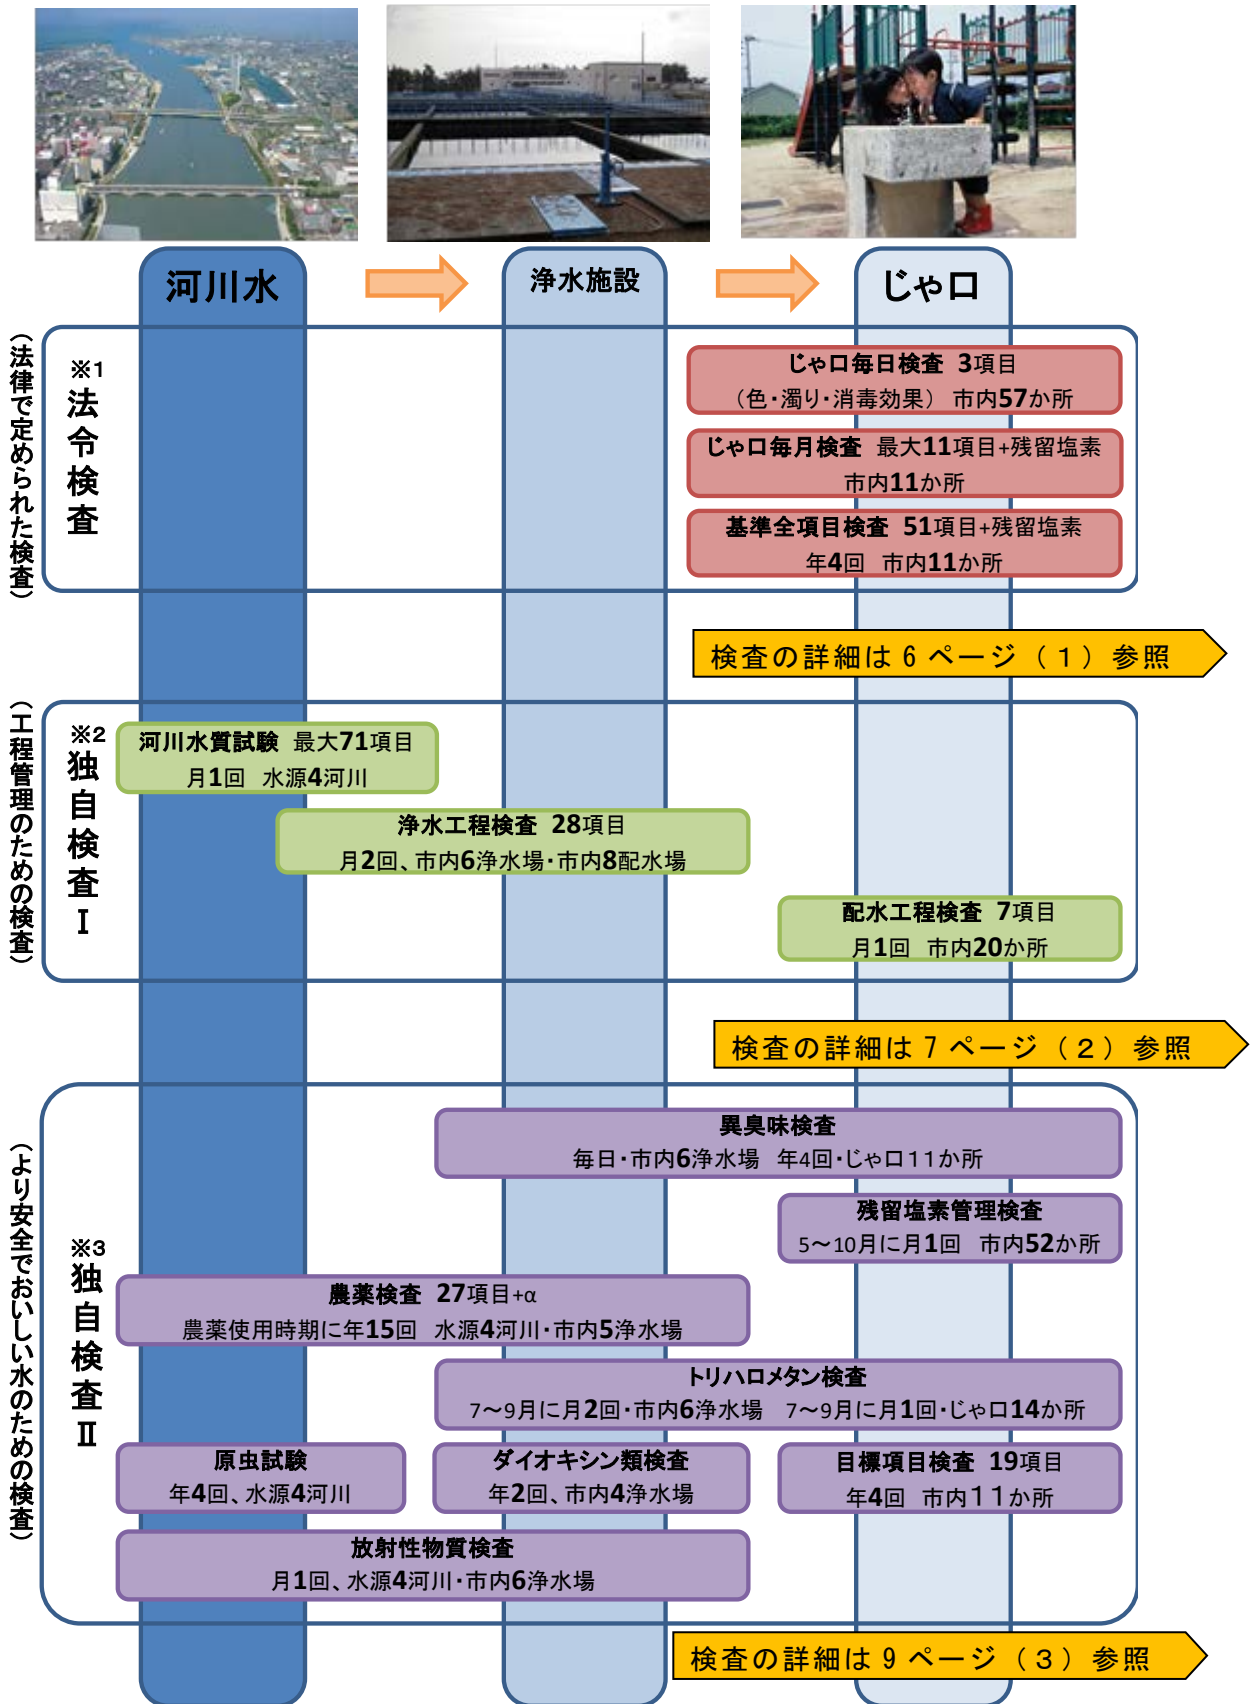 河川水
浄水施設
じゃ口
(法律で定められた検査)
※1
法令検査
じゃ口毎日検査 3項目
(色・濁り・消毒効果) 市内57か所
じゃ口毎月検査 最大11項目+残留塩素
市内11か所
基準全項目検査 51項目+残留塩素
年4回 市内11か所
検査の詳細は6ページ(1)参照
(工程管理のための検査)
※2
独自検査Ⅰ
河川水質試験 最大71項目
月1回 水源4河川
浄水工程検査 28項目
月2回、市内6浄水場・市内8配水場
配水工程検査 7項目
月1回 市内20か所
検査の詳細は7ページ(2)参照
(より安全でおいしい水のための検査)
※3
独自検査Ⅱ
異臭味検査
毎日・市内6浄水場 年4回・じゃ口11か所
残留塩素管理検査
5～10月に月1回 市内52か所
農薬検査 27項目+α
農薬使用時期に年15回 水源4河川・市内5浄水場
トリハロメタン検査
7～9月に月2回・市内6浄水場 7～9月に月1回・じゃ口14か所
原虫試験
年4回、水源4河川
ダイオキシン類検査
年2回、市内4浄水場
目標項目検査 19項目
年4回 市内11か所
放射性物質検査
月1回、水源4河川・市内6浄水場
検査の詳細は9ページ(3)参照